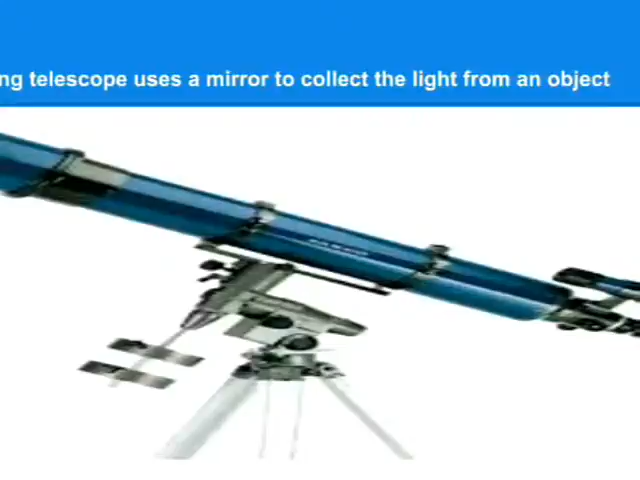 ng telescope uses a mirror to collect the light from an object